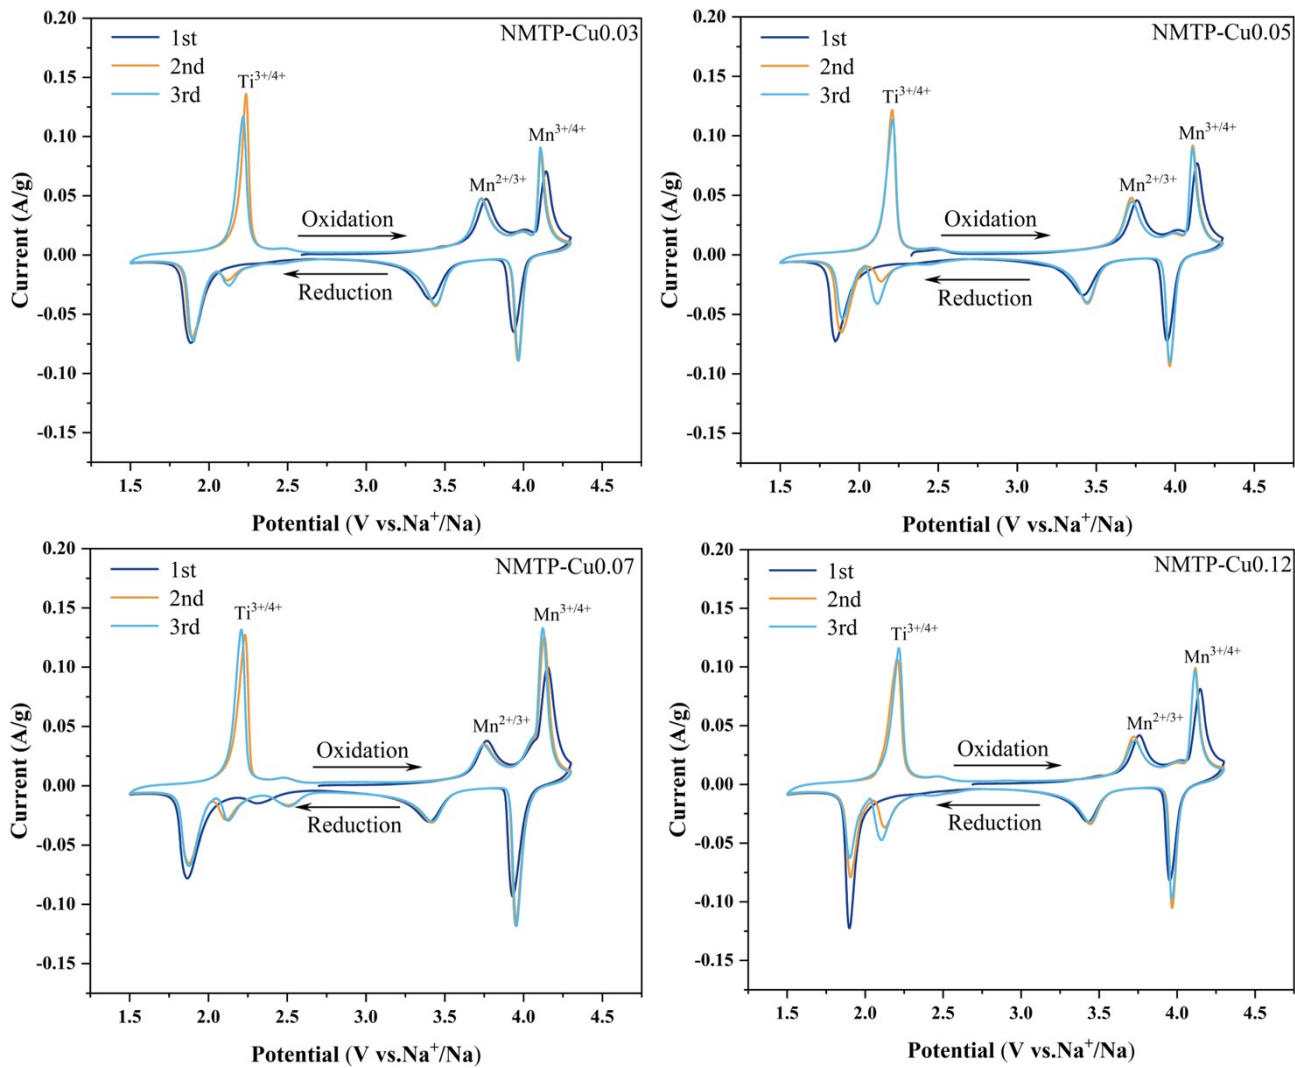 NMTP-Cu0.03
1st
2nd
3rd
Ti3+/4+
Mn3+/4+
Mn2+/3+
Oxidation
Reduction
0.20
0.15
0.10
0.05
0.00
-0.05
-0.10
-0.15
Current (A/g)
1.5 2.0 2.5 3.0 3.5 4.0 4.5
Potential (V vs.Na+/Na)
NMTP-Cu0.05
1st
2nd
3rd
Ti3+/4+
Mn3+/4+
Mn2+/3+
Oxidation
Reduction
0.20
0.15
0.10
0.05
0.00
-0.05
-0.10
-0.15
Current (A/g)
1.5 2.0 2.5 3.0 3.5 4.0 4.5
Potential (V vs.Na+/Na)
NMTP-Cu0.07
1st
2nd
3rd
Ti3+/4+
Mn3+/4+
Mn2+/3+
Oxidation
Reduction
0.20
0.15
0.10
0.05
0.00
-0.05
-0.10
-0.15
Current (A/g)
1.5 2.0 2.5 3.0 3.5 4.0 4.5
Potential (V vs.Na+/Na)
NMTP-Cu0.12
1st
2nd
3rd
Ti3+/4+
Mn3+/4+
Mn2+/3+
Oxidation
Reduction
0.20
0.15
0.10
0.05
0.00
-0.05
-0.10
-0.15
Current (A/g)
1.5 2.0 2.5 3.0 3.5 4.0 4.5
Potential (V vs.Na+/Na)